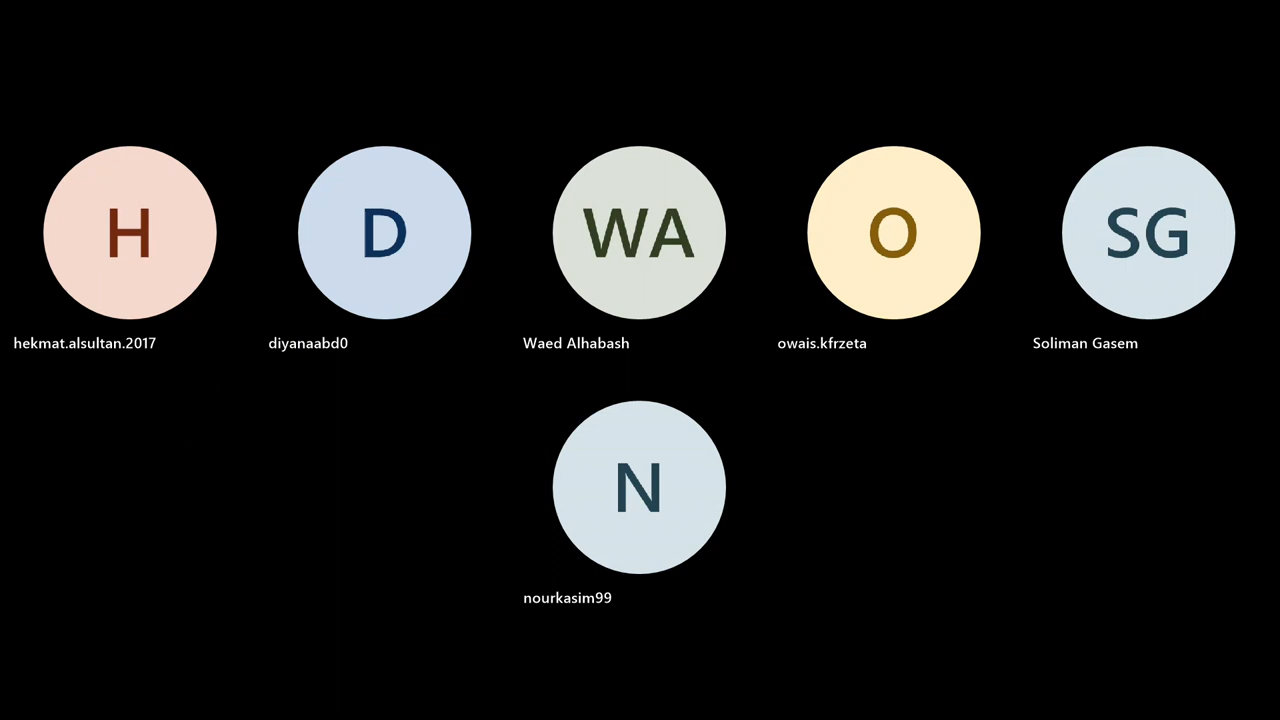 H
D
WA
O
SG
hekmat.alsultan.2017
diyanaabd0
Waed Alhabash
owais.kfrzeta
Soliman Gasem
N
nourkasim99